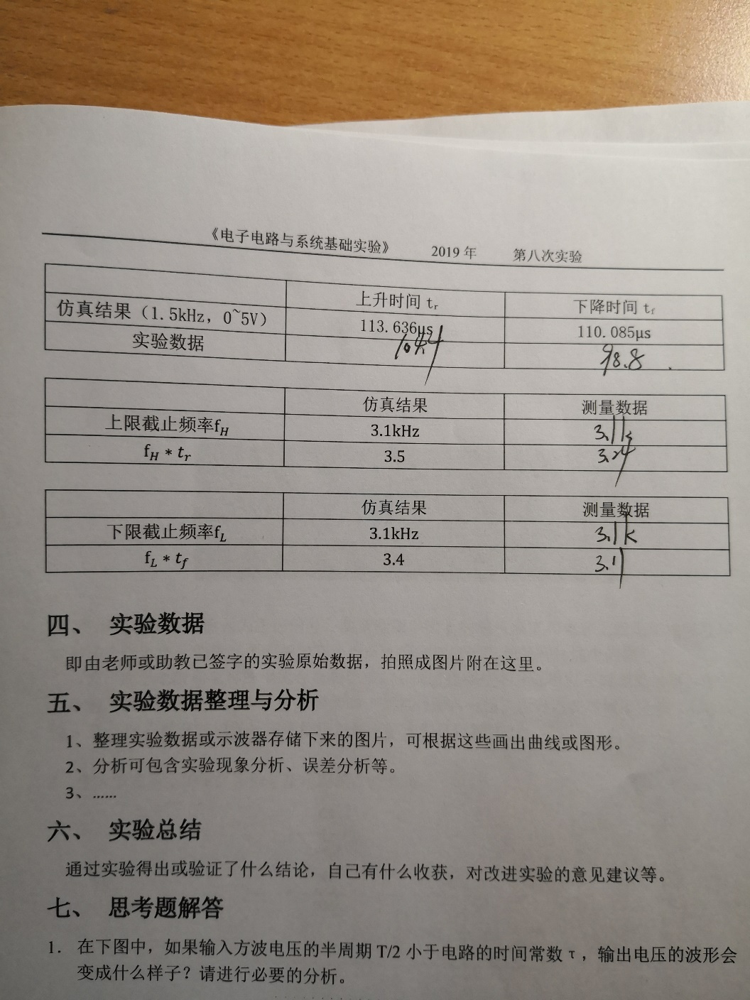 《电子电路与系统基础实验》 2019 年 第八次实验
上升时间 tr 下降时间 tf
仿真结果（1.5kHz，0~5V） 113.636μs 110.085μs
实验数据 104.4 98.8
仿真结果 测量数据
上限截止频率fH 3.1kHz 3.1k
fH * tr 3.5 3.24
仿真结果 测量数据
下限截止频率fL 3.1kHz 3.1k
fL * tf 3.4 3.1
四、 实验数据
即由老师或助教已签字的实验原始数据，拍照成图片附在这里。
五、 实验数据整理与分析
1、整理实验数据或示波器存储下来的图片，可根据这些画出曲线或图形。
2、分析可包含实验现象分析、误差分析等。
3、……
六、 实验总结
通过实验得出或验证了什么结论，自己有什么收获，对改进实验的意见建议等。
七、 思考题解答
1. 在下图中，如果输入方波电压的半周期 T/2 小于电路的时间常数 τ，输出电压的波形会
变成什么样子？请进行必要的分析。